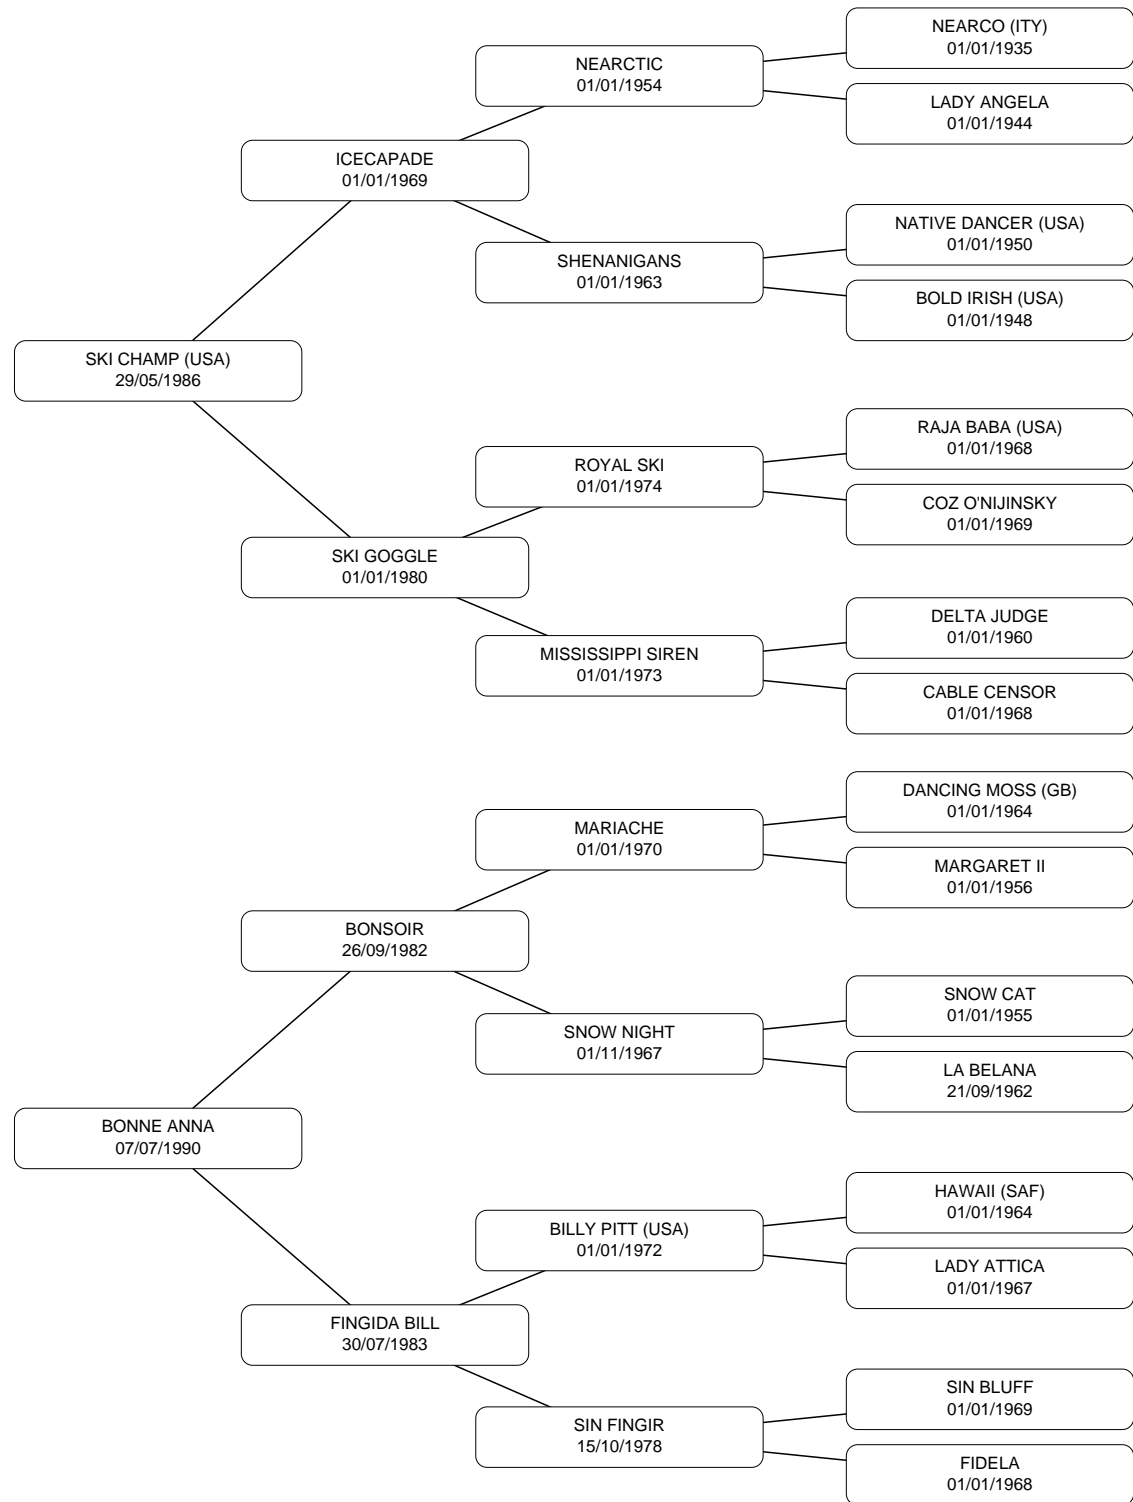 NEARCO (ITY)
01/01/1935
NEARCTIC
01/01/1954
LADY ANGELA
01/01/1944
ICECAPADE
01/01/1969
NATIVE DANCER (USA)
01/01/1950
SHENANIGANS
01/01/1963
BOLD IRISH (USA)
01/01/1948
SKI CHAMP (USA)
29/05/1986
RAJA BABA (USA)
01/01/1968
ROYAL SKI
01/01/1974
COZ O'NIJINSKY
01/01/1969
SKI GOGGLE
01/01/1980
DELTA JUDGE
01/01/1960
MISSISSIPPI SIREN
01/01/1973
CABLE CENSOR
01/01/1968
DANCING MOSS (GB)
01/01/1964
MARIACHE
01/01/1970
MARGARET II
01/01/1956
BONSOIR
26/09/1982
SNOW CAT
01/01/1955
SNOW NIGHT
01/11/1967
LA BELANA
21/09/1962
BONNE ANNA
07/07/1990
HAWAII (SAF)
01/01/1964
BILLY PITT (USA)
01/01/1972
LADY ATTICA
01/01/1967
FINGIDA BILL
30/07/1983
SIN BLUFF
01/01/1969
SIN FINGIR
15/10/1978
FIDELA
01/01/1968